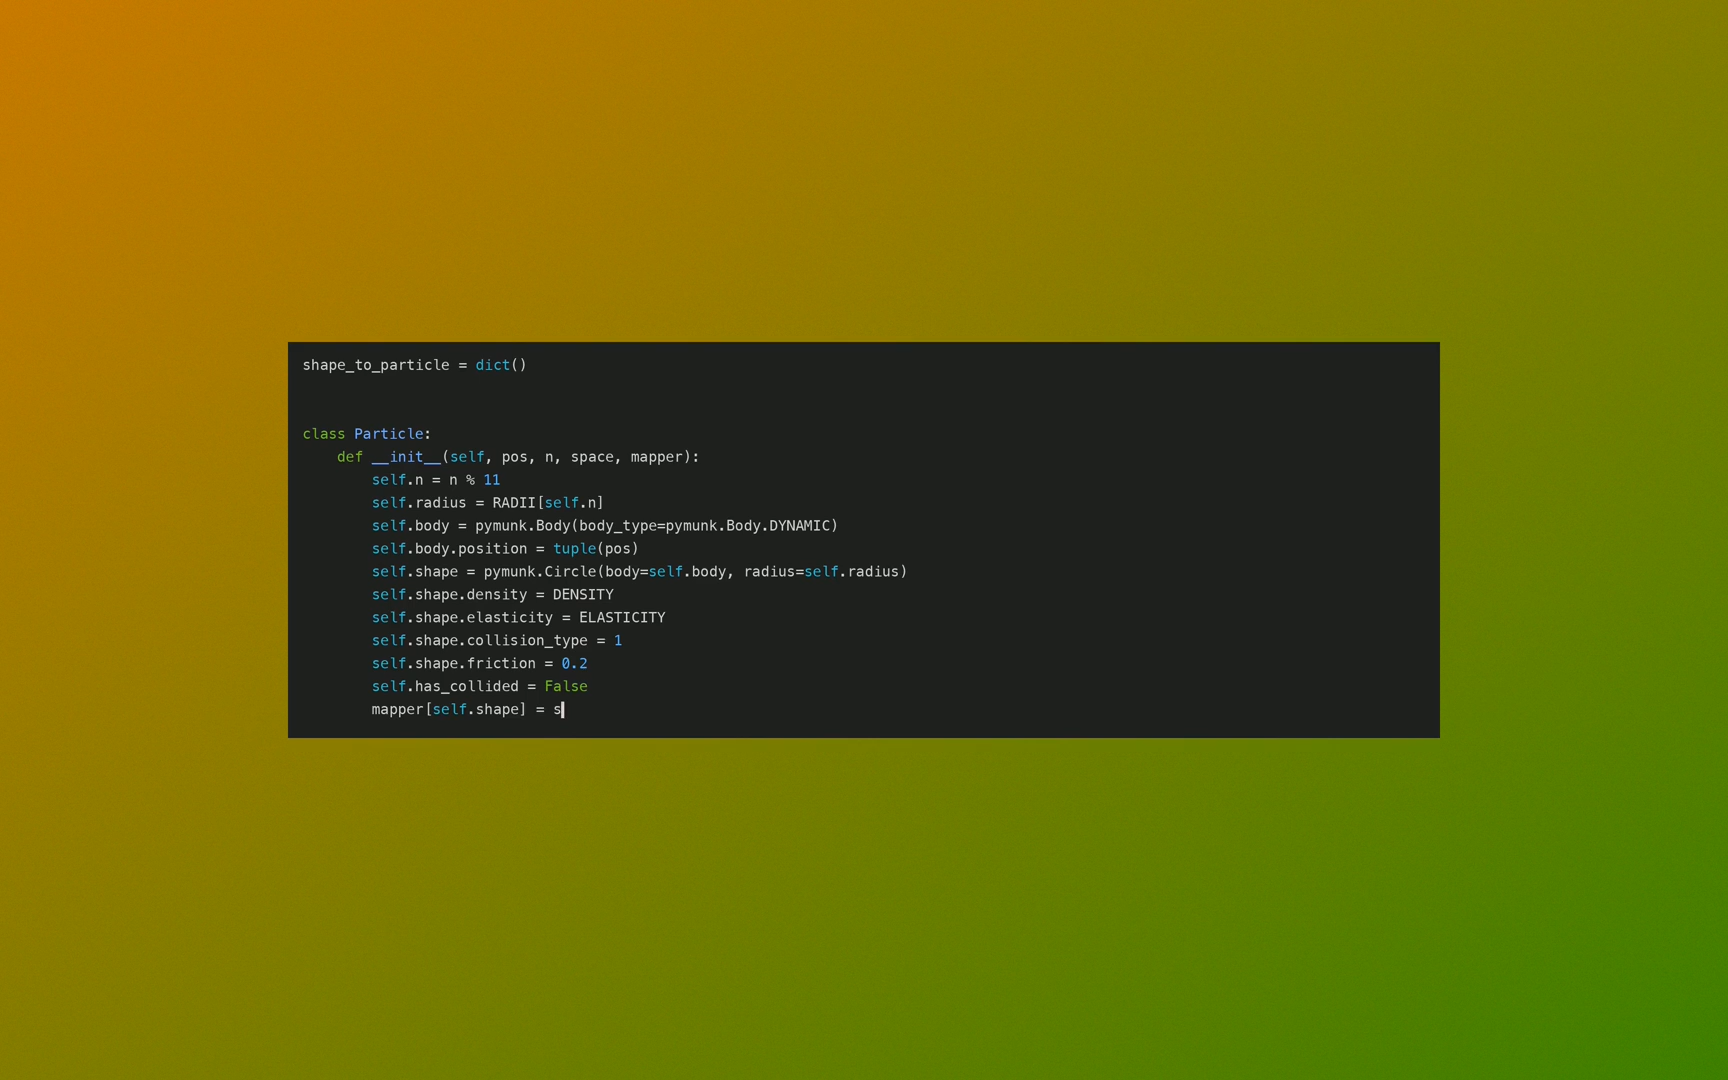 shape_to_particle = dict()
class Particle:
    def __init__(self, pos, n, space, mapper):
        self.n = n % 11
        self.radius = RADII[self.n]
        self.body = pymunk.Body(body_type=pymunk.Body.DYNAMIC)
        self.body.position = tuple(pos)
        self.shape = pymunk.Circle(body=self.body, radius=self.radius)
        self.shape.density = DENSITY
        self.shape.elasticity = ELASTICITY
        self.shape.collision_type = 1
        self.shape.friction = 0.2
        self.has_collided = False
        mapper[self.shape] = s